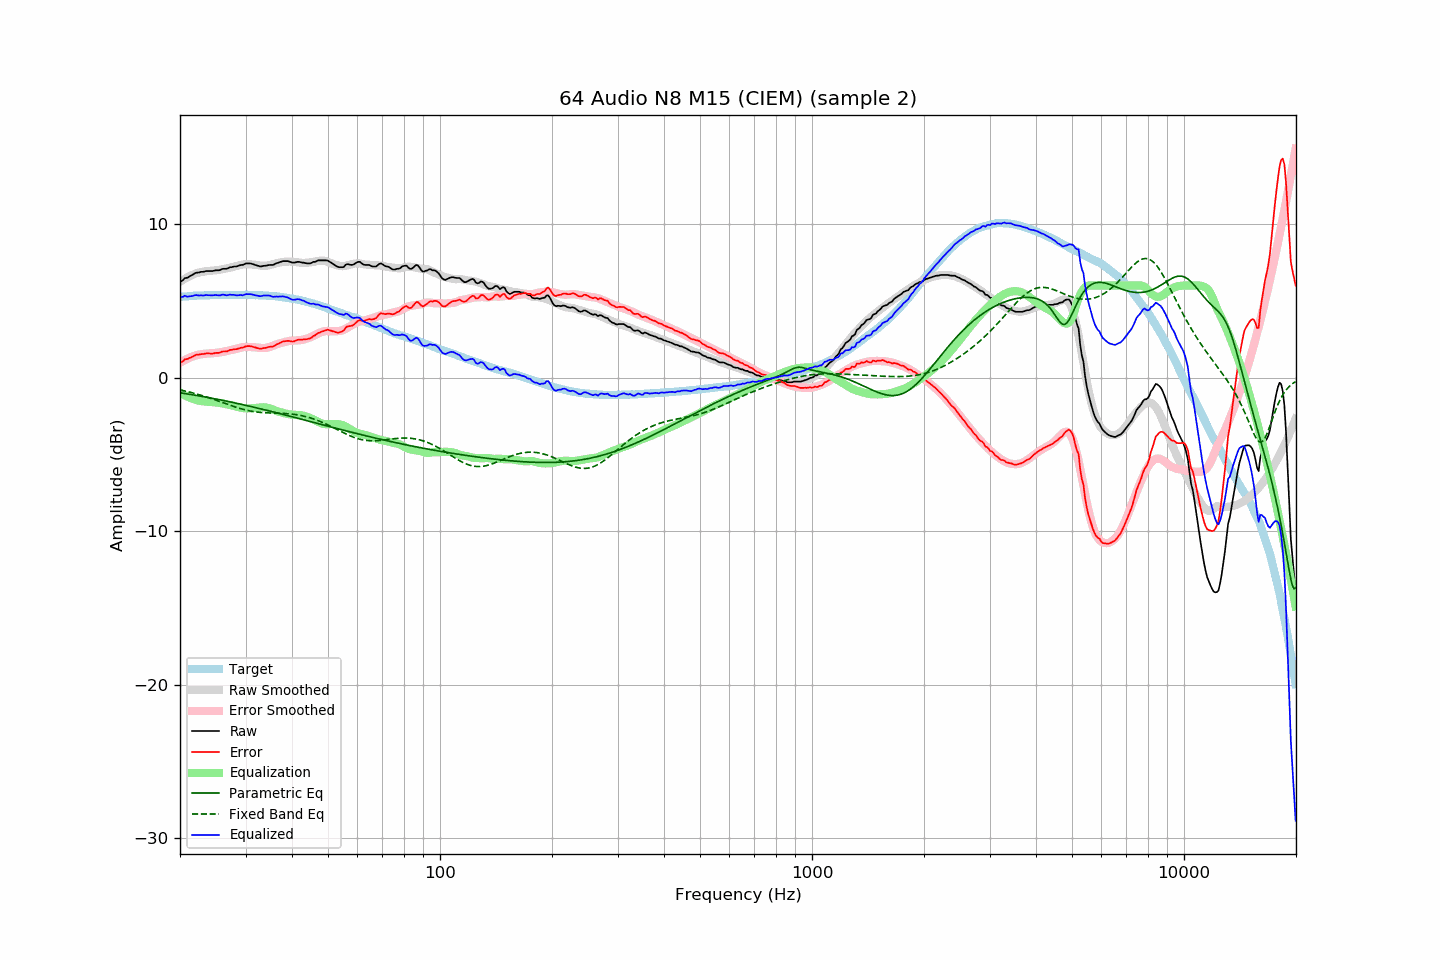 64 Audio N8 M15 (CIEM) (sample 2)
Amplitude (dBr)
10
0
−10
−20
−30
Target
Raw Smoothed
Error Smoothed
Raw
Error
Equalization
Parametric Eq
Fixed Band Eq
Equalized
100 1000 10000
Frequency (Hz)